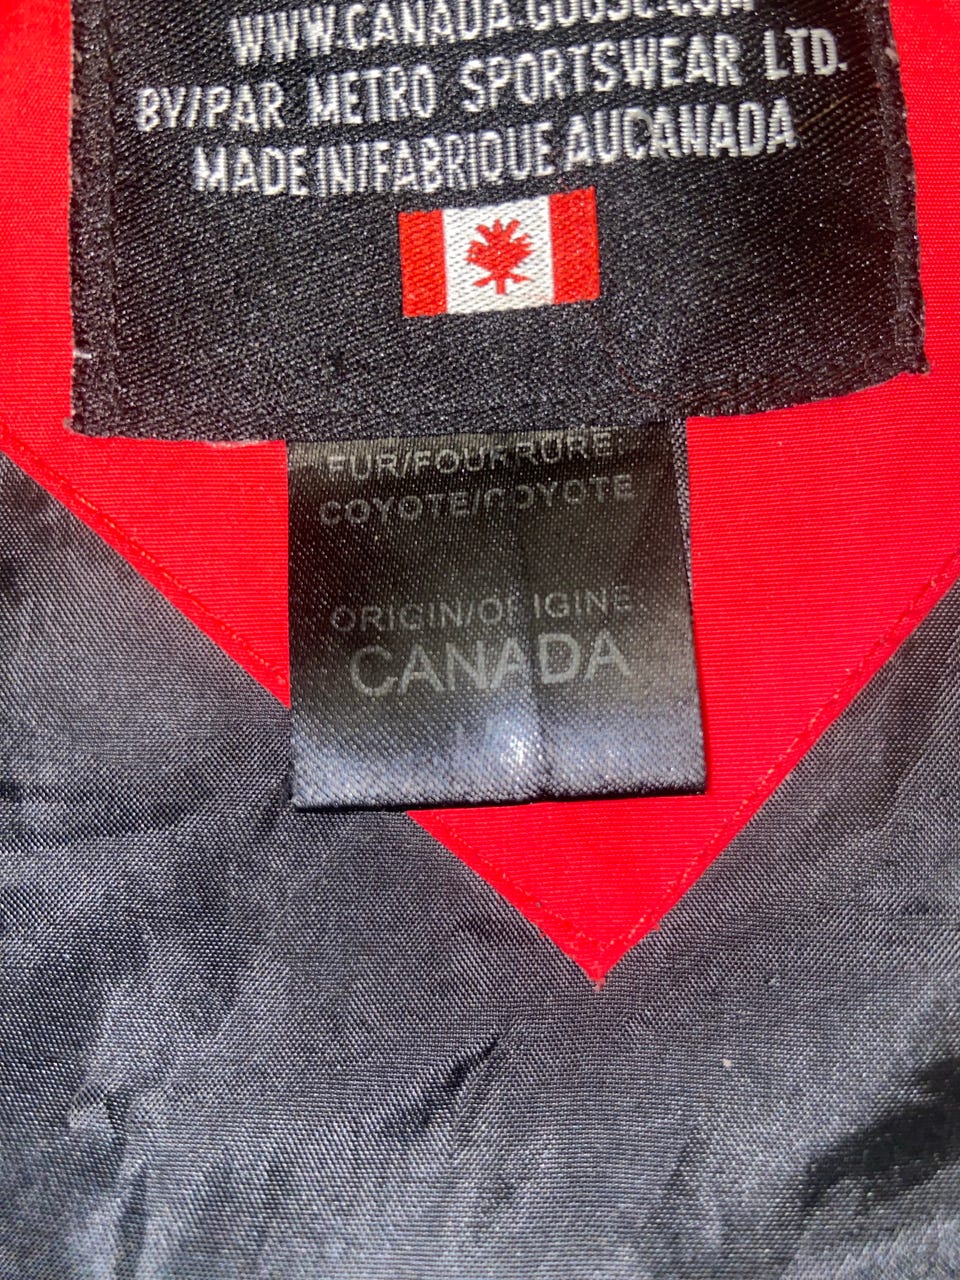 WWW.CANADA.GOOSE.COM
BY/PAR METRO SPORTSWEAR LTD.
MADE IN/FABRIQUE AU CANADA
FUR/FOURRURE:
COYOTE/COYOTE
ORIGIN/ORIGINE
CANADA